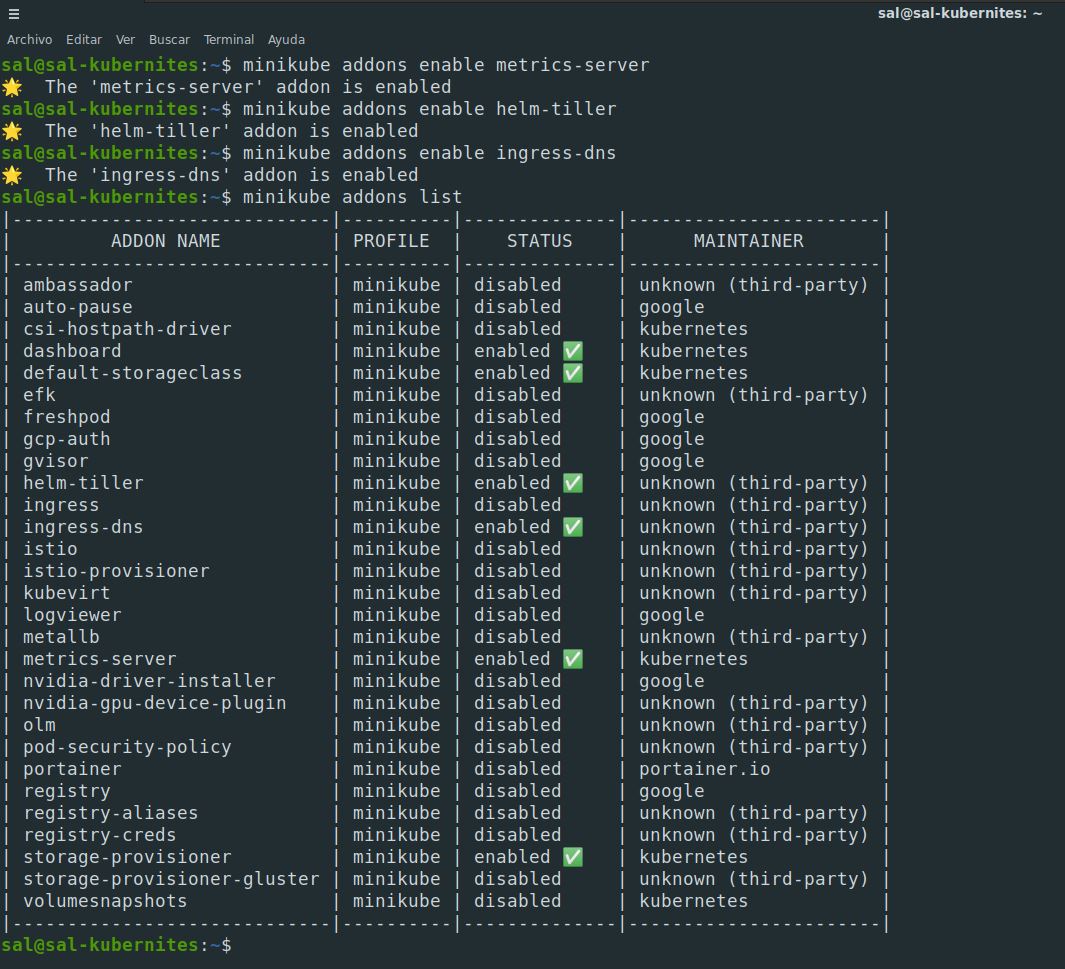 ☰ sal@sal-kubernites: ~
Archivo Editar Ver Buscar Terminal Ayuda
sal@sal-kubernites:~$ minikube addons enable metrics-server
🌟  The 'metrics-server' addon is enabled
sal@sal-kubernites:~$ minikube addons enable helm-tiller
🌟  The 'helm-tiller' addon is enabled
sal@sal-kubernites:~$ minikube addons enable ingress-dns
🌟  The 'ingress-dns' addon is enabled
sal@sal-kubernites:~$ minikube addons list
|-----------------------------|----------|--------------|-----------------------|
|         ADDON NAME          | PROFILE  |    STATUS    |      MAINTAINER       |
|-----------------------------|----------|--------------|-----------------------|
| ambassador                  | minikube | disabled     | unknown (third-party) |
| auto-pause                  | minikube | disabled     | google                |
| csi-hostpath-driver         | minikube | disabled     | kubernetes            |
| dashboard                   | minikube | enabled ✅   | kubernetes            |
| default-storageclass        | minikube | enabled ✅   | kubernetes            |
| efk                         | minikube | disabled     | unknown (third-party) |
| freshpod                    | minikube | disabled     | google                |
| gcp-auth                    | minikube | disabled     | google                |
| gvisor                      | minikube | disabled     | google                |
| helm-tiller                 | minikube | enabled ✅   | unknown (third-party) |
| ingress                     | minikube | disabled     | unknown (third-party) |
| ingress-dns                 | minikube | enabled ✅   | unknown (third-party) |
| istio                       | minikube | disabled     | unknown (third-party) |
| istio-provisioner           | minikube | disabled     | unknown (third-party) |
| kubevirt                    | minikube | disabled     | unknown (third-party) |
| logviewer                   | minikube | disabled     | google                |
| metallb                     | minikube | disabled     | unknown (third-party) |
| metrics-server              | minikube | enabled ✅   | kubernetes            |
| nvidia-driver-installer     | minikube | disabled     | google                |
| nvidia-gpu-device-plugin    | minikube | disabled     | unknown (third-party) |
| olm                         | minikube | disabled     | unknown (third-party) |
| pod-security-policy         | minikube | disabled     | unknown (third-party) |
| portainer                   | minikube | disabled     | portainer.io          |
| registry                    | minikube | disabled     | google                |
| registry-aliases            | minikube | disabled     | unknown (third-party) |
| registry-creds              | minikube | disabled     | unknown (third-party) |
| storage-provisioner         | minikube | enabled ✅   | kubernetes            |
| storage-provisioner-gluster | minikube | disabled     | unknown (third-party) |
| volumesnapshots             | minikube | disabled     | kubernetes            |
|-----------------------------|----------|--------------|-----------------------|
sal@sal-kubernites:~$